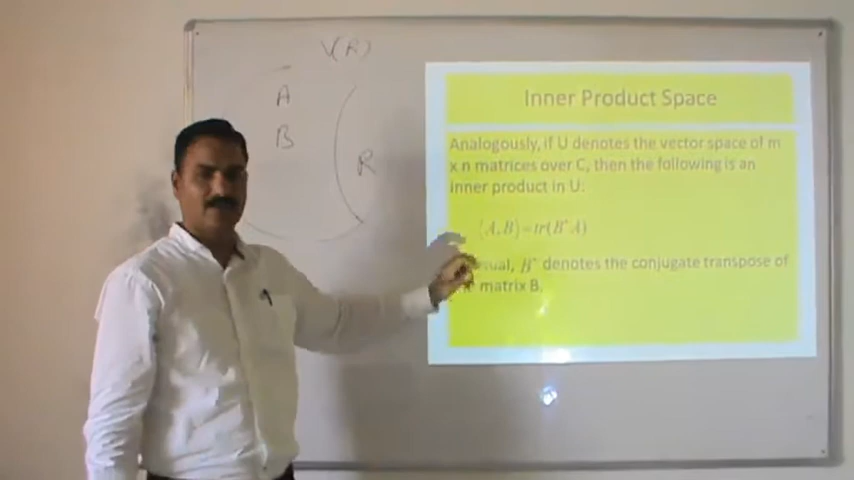 V(R)
A
B
R
Inner Product Space
Analogously, if U denotes the vector space of m
x n matrices over C, then the following is an
inner product in U:
⟨A, B⟩ = tr(B*A)
sual, B* denotes the conjugate transpose of
matrix B.